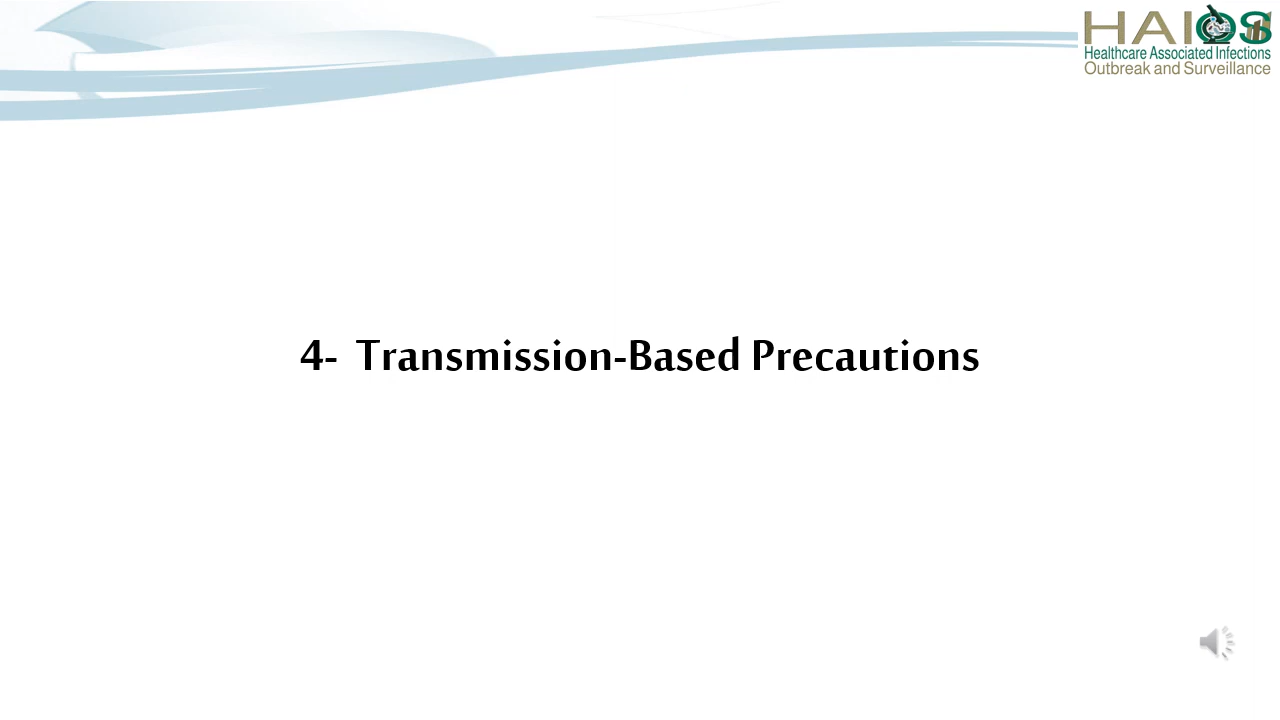 HAIOS
Healthcare Associated Infections
Outbreak and Surveillance
4- Transmission-Based Precautions